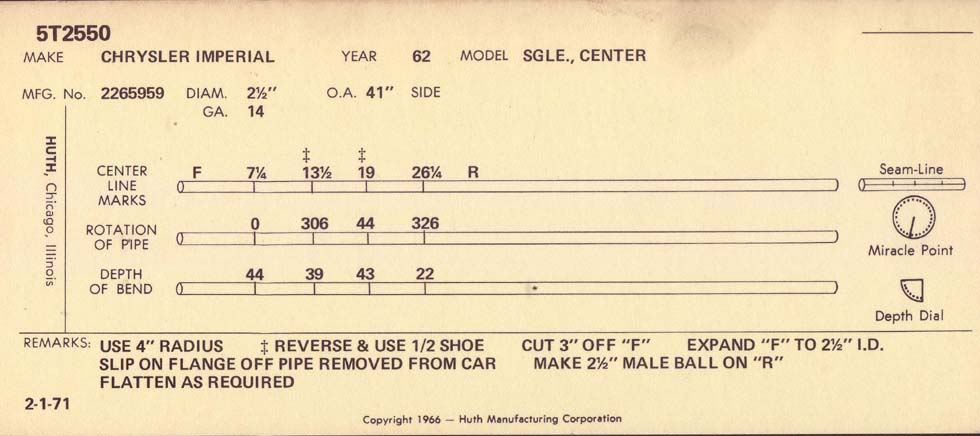 5T2550
MAKE CHRYSLER IMPERIAL YEAR 62 MODEL SGLE., CENTER
MFG. No. 2265959 DIAM. 2½" O.A. 41" SIDE
GA. 14
HUTH, Chicago, Illinois
‡ ‡
CENTER LINE MARKS F 7¼ 13½ 19 26¼ R
ROTATION OF PIPE 0 306 44 326
DEPTH OF BEND 44 39 43 22
Seam-Line
Miracle Point
Depth Dial
REMARKS: USE 4" RADIUS ‡ REVERSE & USE 1/2 SHOE CUT 3" OFF "F" EXPAND "F" TO 2½" I.D.
SLIP ON FLANGE OFF PIPE REMOVED FROM CAR MAKE 2½" MALE BALL ON "R"
FLATTEN AS REQUIRED
2-1-71
Copyright 1966 — Huth Manufacturing Corporation